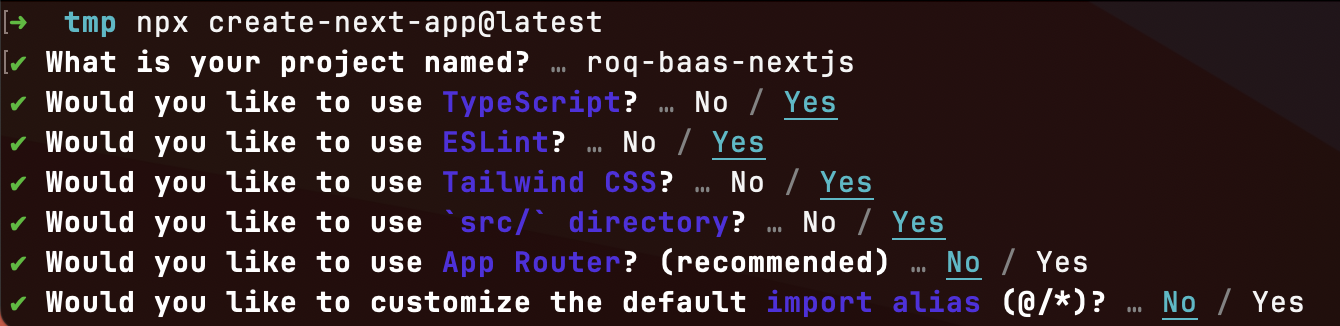 ➜ tmp npx create-next-app@latest
✔ What is your project named? … roq-baas-nextjs
✔ Would you like to use TypeScript? … No / Yes
✔ Would you like to use ESLint? … No / Yes
✔ Would you like to use Tailwind CSS? … No / Yes
✔ Would you like to use `src/` directory? … No / Yes
✔ Would you like to use App Router? (recommended) … No / Yes
✔ Would you like to customize the default import alias (@/*)? … No / Yes